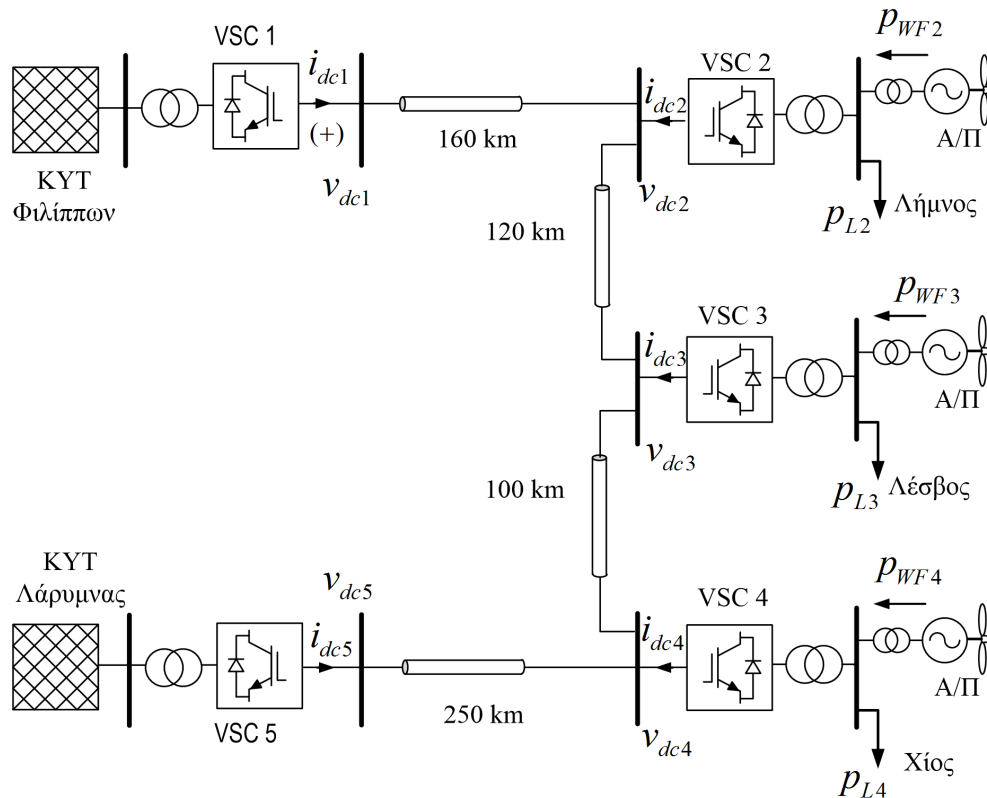 VSC 1
i_dc1
(+)
v_dc1
ΚΥΤ
Φιλίππων
160 km
i_dc2
v_dc2
VSC 2
p_WF2
Α/Π
p_L2
Λήμνος
120 km
i_dc3
v_dc3
VSC 3
p_WF3
Α/Π
p_L3
Λέσβος
100 km
ΚΥΤ
Λάρυμνας
VSC 5
v_dc5
i_dc5
250 km
i_dc4
v_dc4
VSC 4
p_WF4
Α/Π
p_L4
Χίος